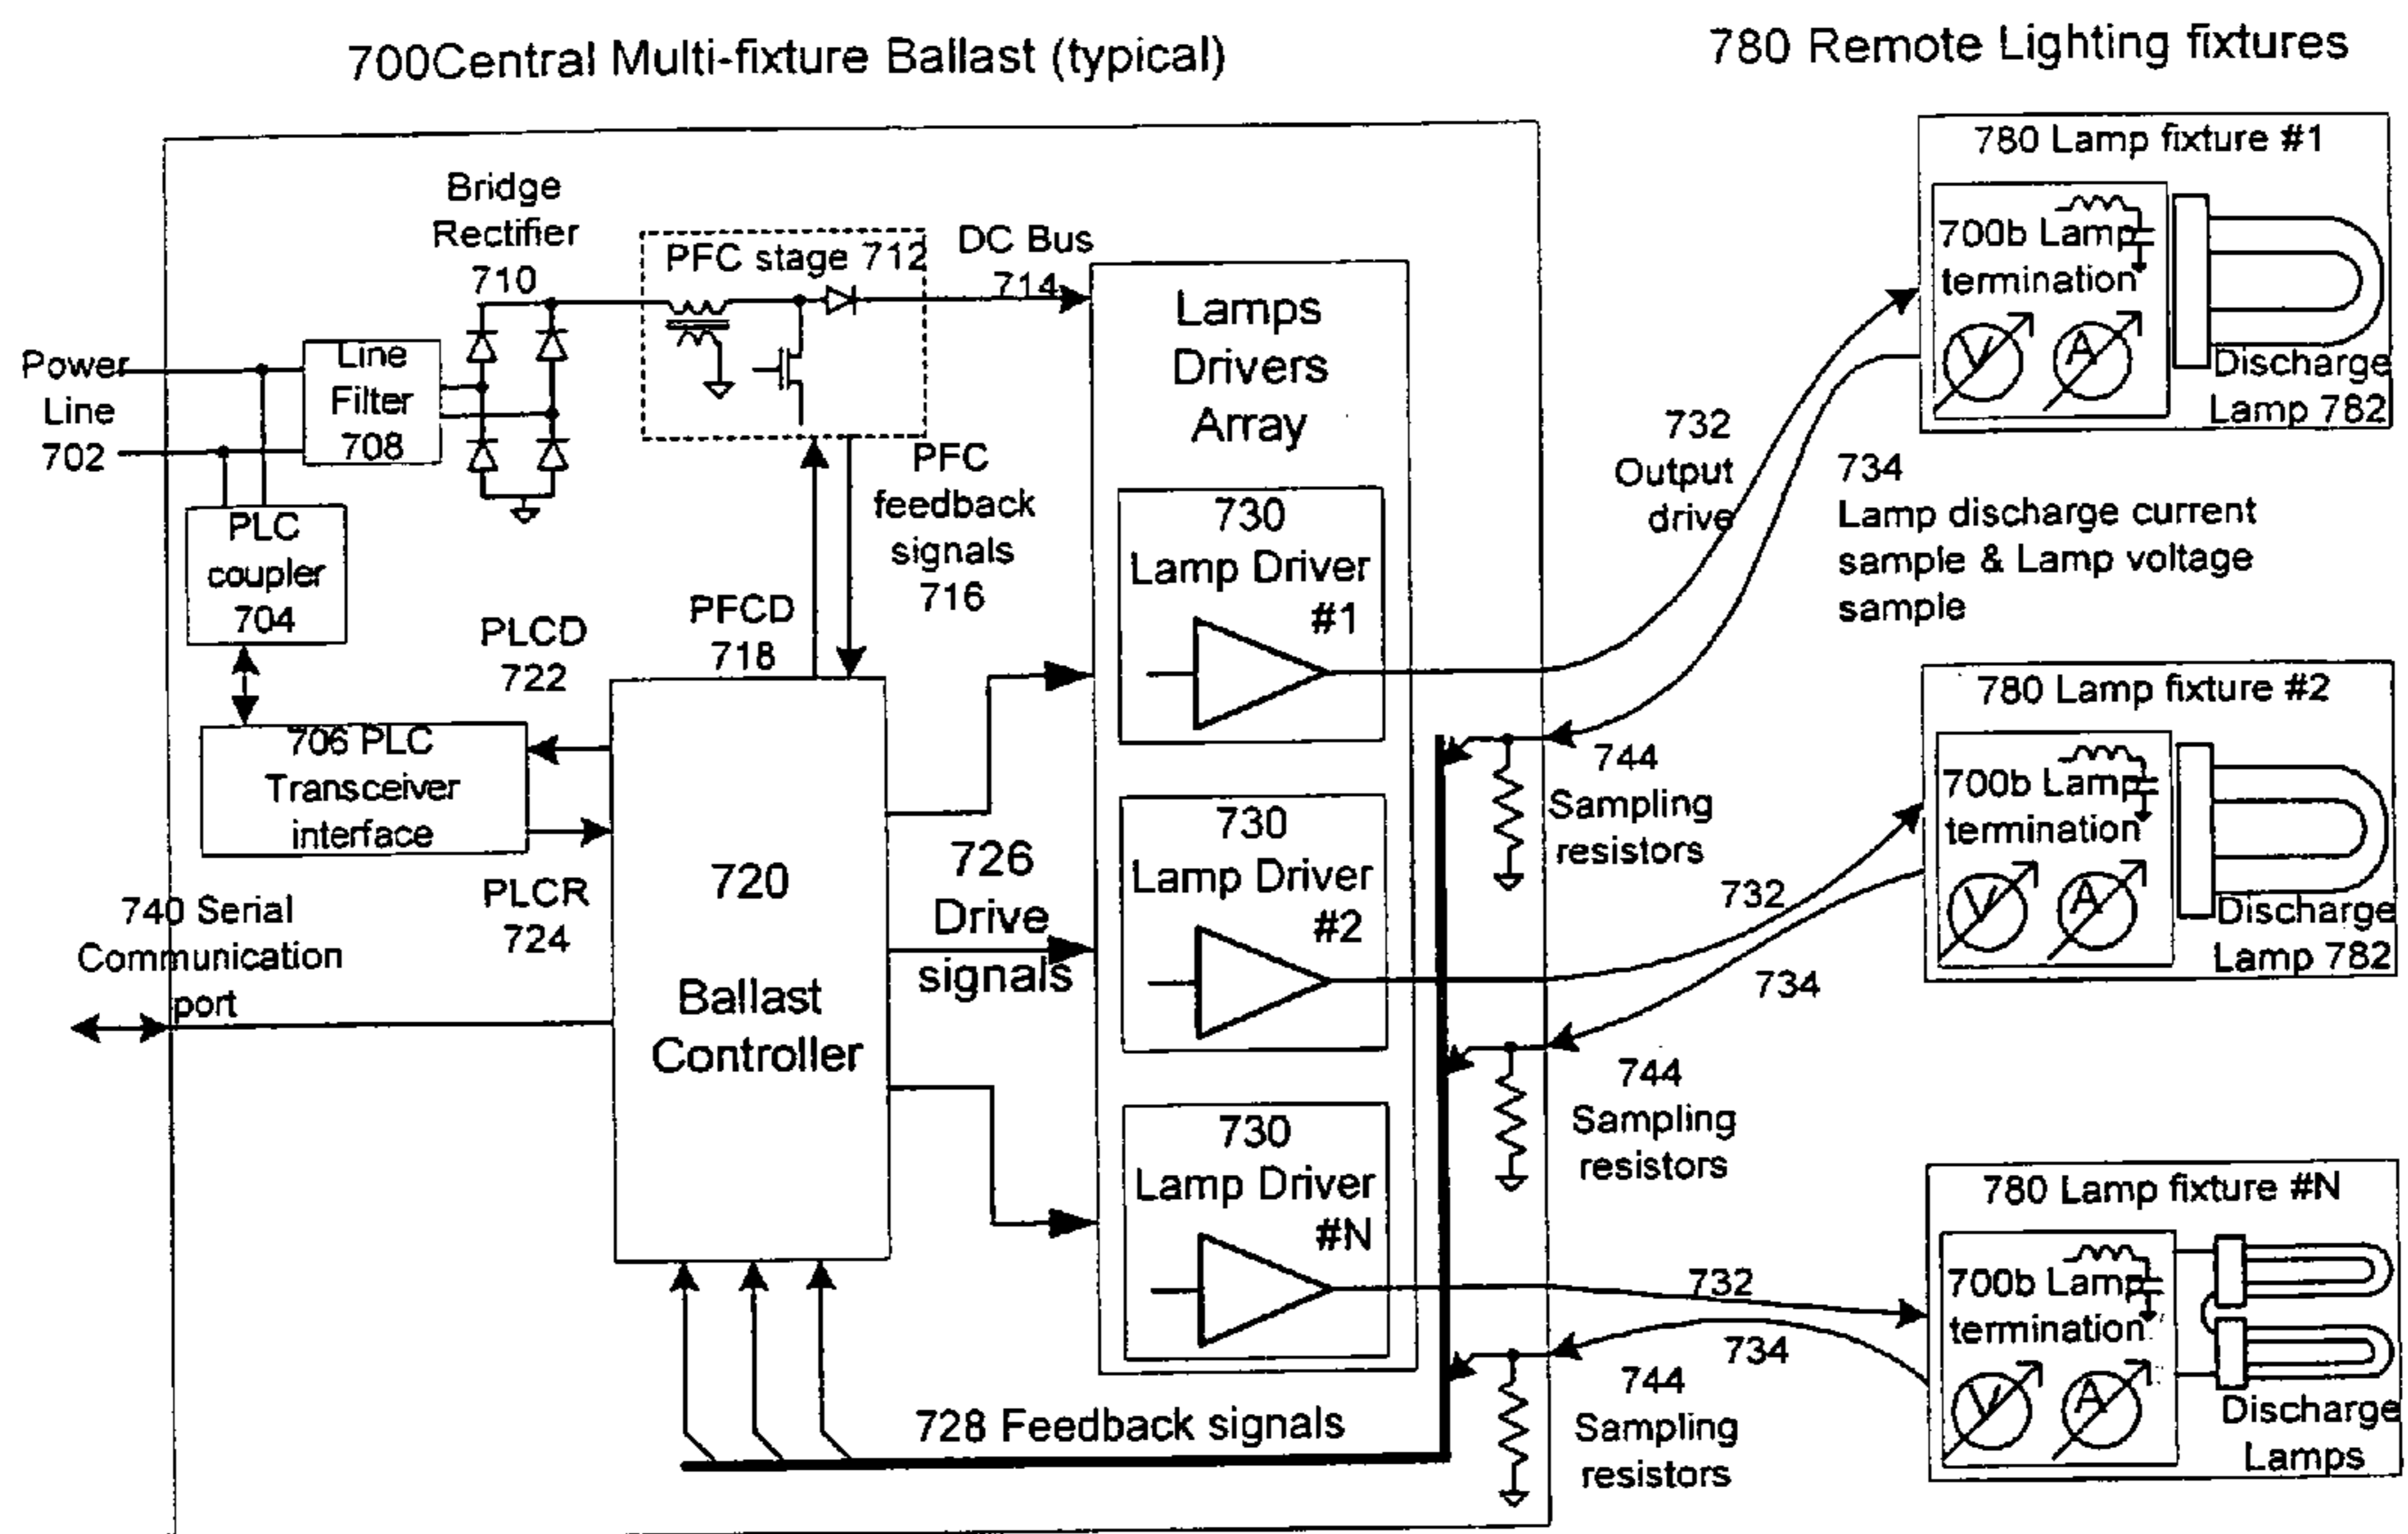 700Central Multi-fixture Ballast (typical)
780 Remote Lighting fixtures
Bridge
Rectifier
710
PFC stage 712
DC Bus
714
Power
Line
702
Line
Filter
708
PLC
coupler
704
PFC
feedback
signals
716
PFCD
718
PLCD
722
706 PLC
Transceiver
interface
PLCR
724
740 Serial
Communication
port
720
Ballast
Controller
726
Drive
signals
728 Feedback signals
Lamps
Drivers
Array
730
Lamp Driver
#1
730
Lamp Driver
#2
730
Lamp Driver
#N
732
Output
drive
734
Lamp discharge current
sample & Lamp voltage
sample
744
Sampling
resistors
732
734
744
Sampling
resistors
732
734
744
Sampling
resistors
780 Lamp fixture #1
700b Lamp
termination
V
A
Discharge
Lamp 782
780 Lamp fixture #2
700b Lamp
termination
V
A
Discharge
Lamp 782
780 Lamp fixture #N
700b Lamp
termination
V
A
Discharge
Lamps